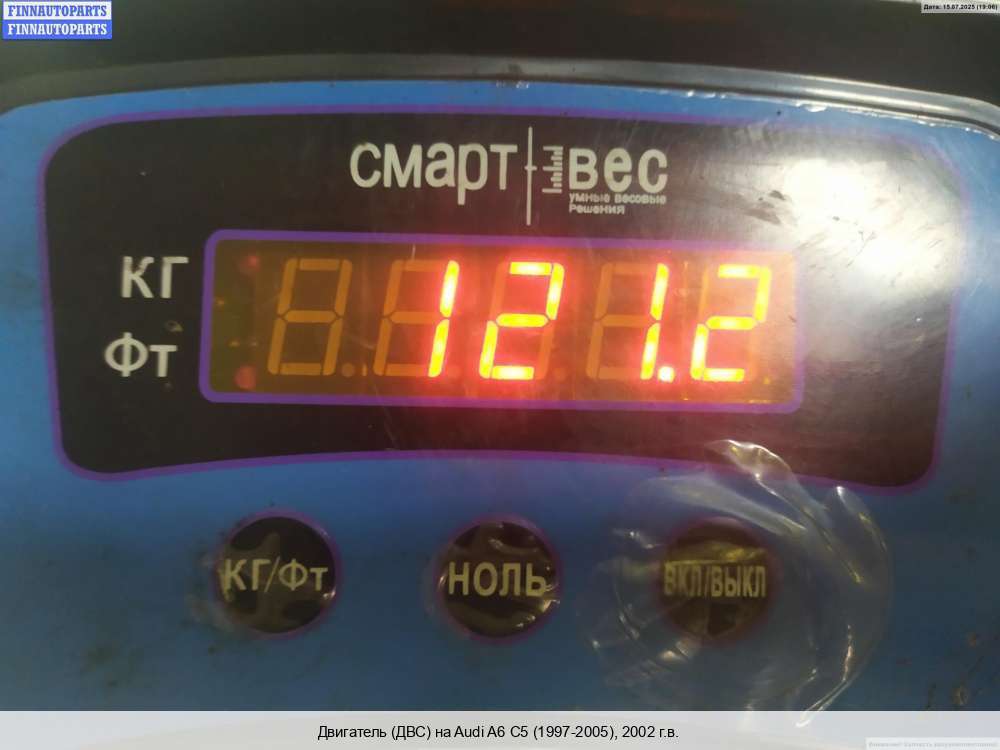 FINNAUTOPARTS
FINNAUTOPARTS
Дата: 15.07.2025 (19:06)
смарт вес
умные весовые
Решения
КГ
Фт
121.2
КГ/Фт
НОЛЬ
ВКЛ/ВЫКЛ
Двигатель (ДВС) на Audi A6 C5 (1997-2005), 2002 г.в.